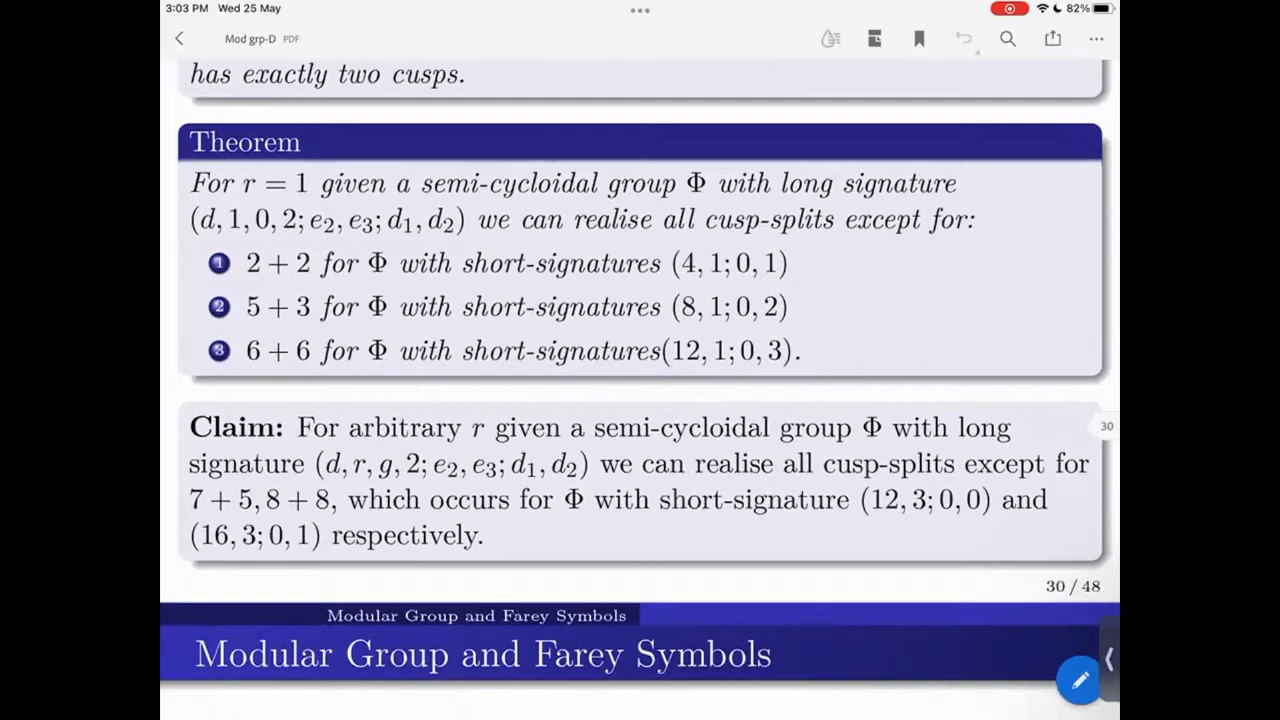 3:03 PM Wed 25 May
82%
Mod grp-D PDF
has exactly two cusps.
Theorem
For r = 1 given a semi-cycloidal group Φ with long signature
(d, 1, 0, 2; e₂, e₃; d₁, d₂) we can realise all cusp-splits except for:
1 2 + 2 for Φ with short-signatures (4, 1; 0, 1)
2 5 + 3 for Φ with short-signatures (8, 1; 0, 2)
3 6 + 6 for Φ with short-signatures(12, 1; 0, 3).
Claim: For arbitrary r given a semi-cycloidal group Φ with long
signature (d, r, g, 2; e₂, e₃; d₁, d₂) we can realise all cusp-splits except for
7 + 5, 8 + 8, which occurs for Φ with short-signature (12, 3; 0, 0) and
(16, 3; 0, 1) respectively.
30
30 / 48
Modular Group and Farey Symbols
Modular Group and Farey Symbols